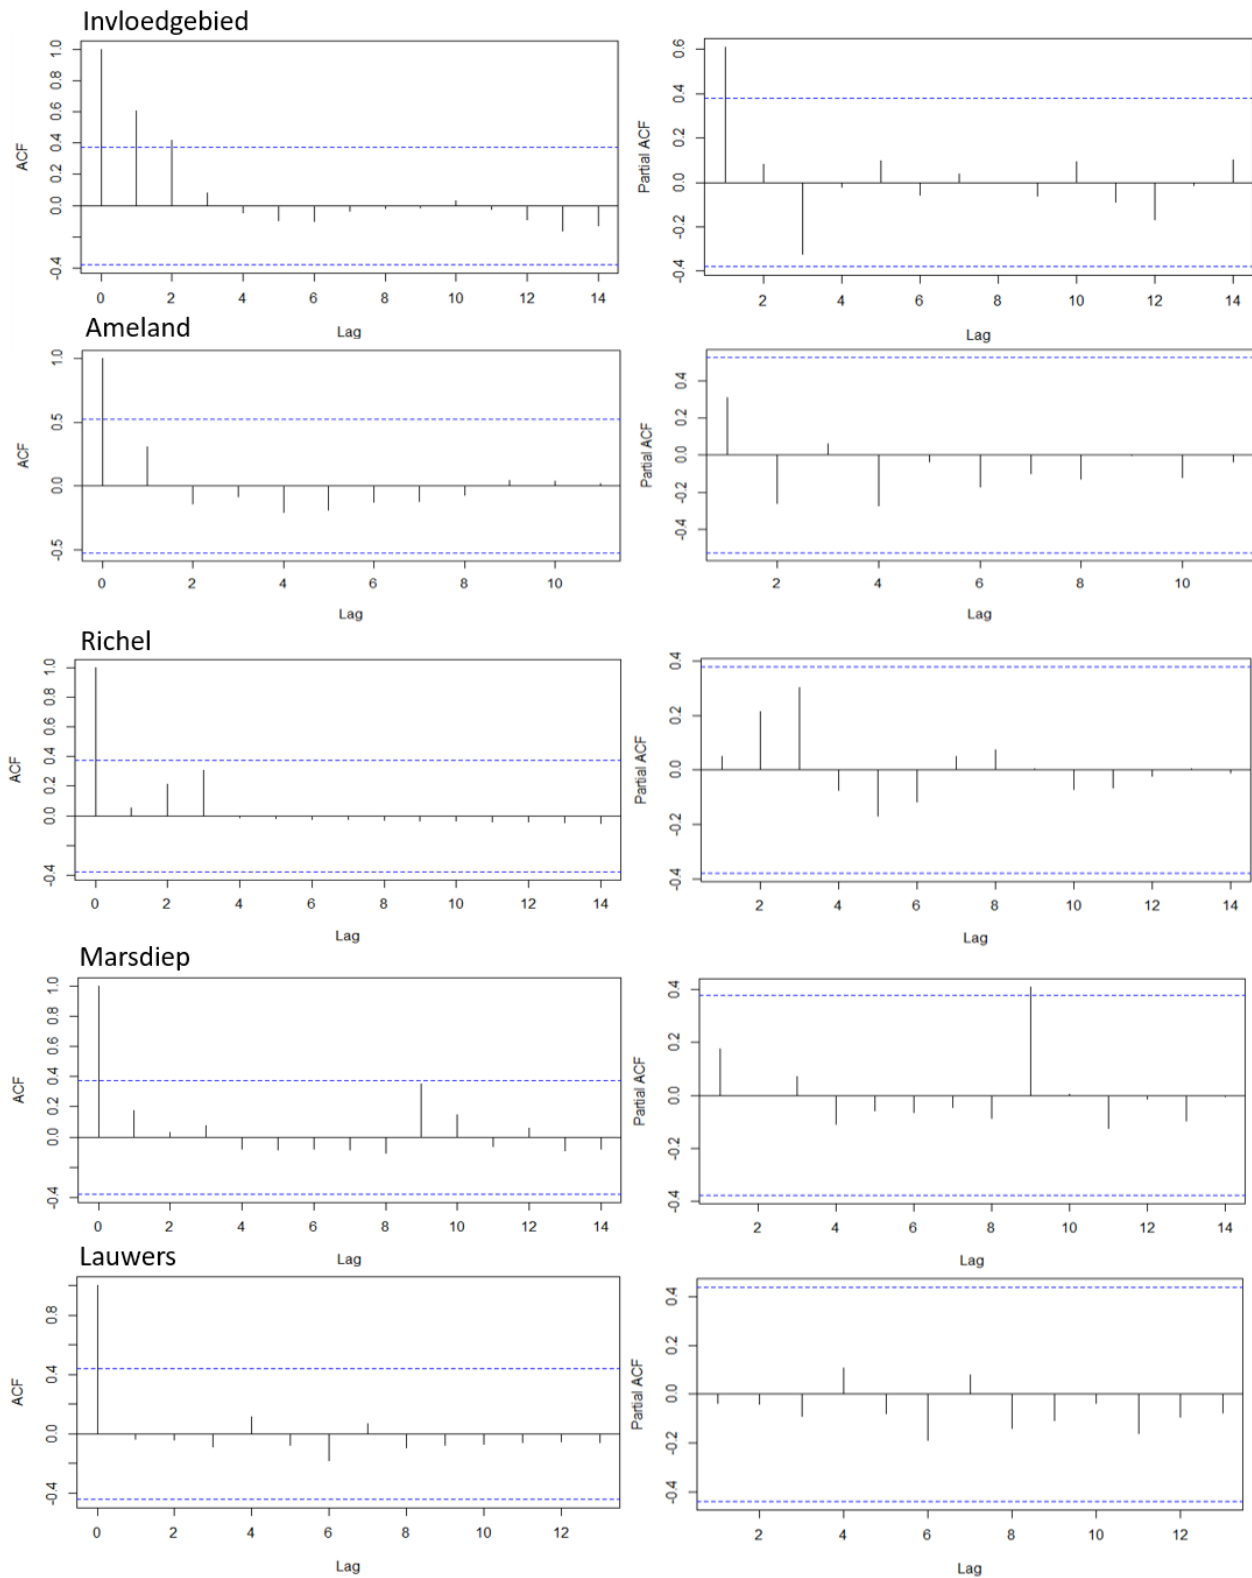 Invloedgebied
ACF
-0.4 0.0 0.2 0.4 0.6 0.8 1.0
0 2 4 6 8 10 12 14
Lag
Partial ACF
-0.4 -0.2 0.0 0.2 0.4 0.6
2 4 6 8 10 12 14
Lag
Ameland
ACF
-0.5 0.0 0.5 1.0
0 2 4 6 8 10
Lag
Partial ACF
-0.4 -0.2 0.0 0.2 0.4
2 4 6 8 10
Lag
Richel
ACF
-0.4 0.0 0.2 0.4 0.6 0.8 1.0
0 2 4 6 8 10 12 14
Lag
Partial ACF
-0.4 -0.2 0.0 0.2 0.4
2 4 6 8 10 12 14
Lag
Marsdiep
ACF
-0.4 0.0 0.2 0.4 0.6 0.8 1.0
0 2 4 6 8 10 12 14
Lag
Partial ACF
-0.4 -0.2 0.0 0.2 0.4
2 4 6 8 10 12 14
Lag
Lauwers
ACF
-0.4 0.0 0.4 0.8
0 2 4 6 8 10 12
Lag
Partial ACF
-0.4 -0.2 0.0 0.2 0.4
2 4 6 8 10 12
Lag